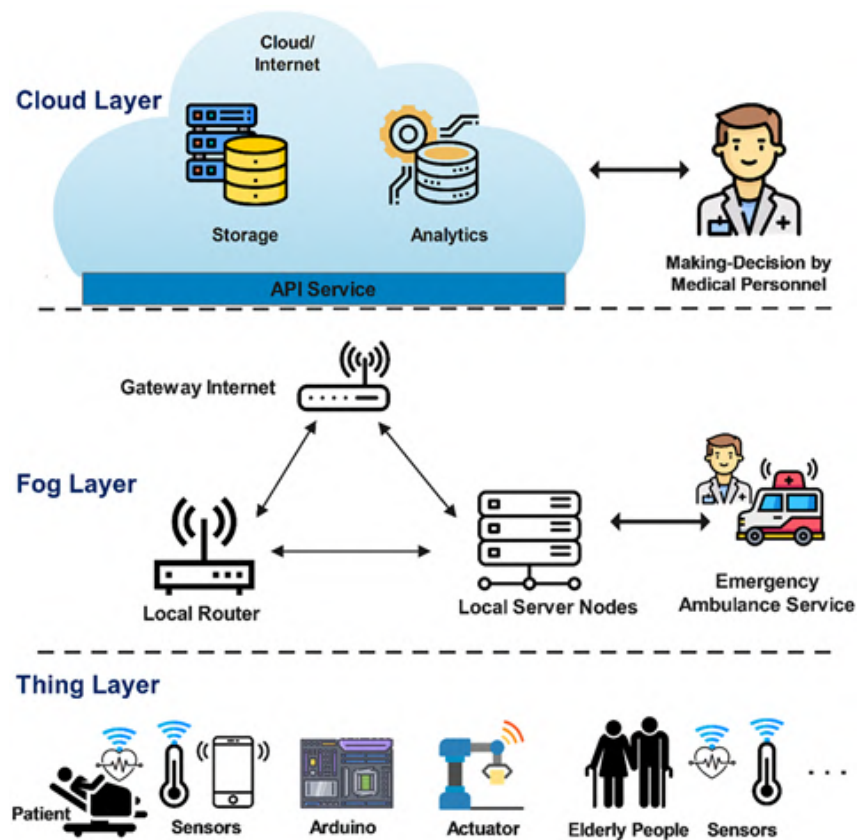 Cloud/
Internet
Cloud Layer
Storage
Analytics
API Service
Making-Decision by
Medical Personnel
Gateway Internet
Fog Layer
Local Router
Local Server Nodes
Emergency
Ambulance Service
Thing Layer
Patient
Sensors
Arduino
Actuator
Elderly People
Sensors
. . .